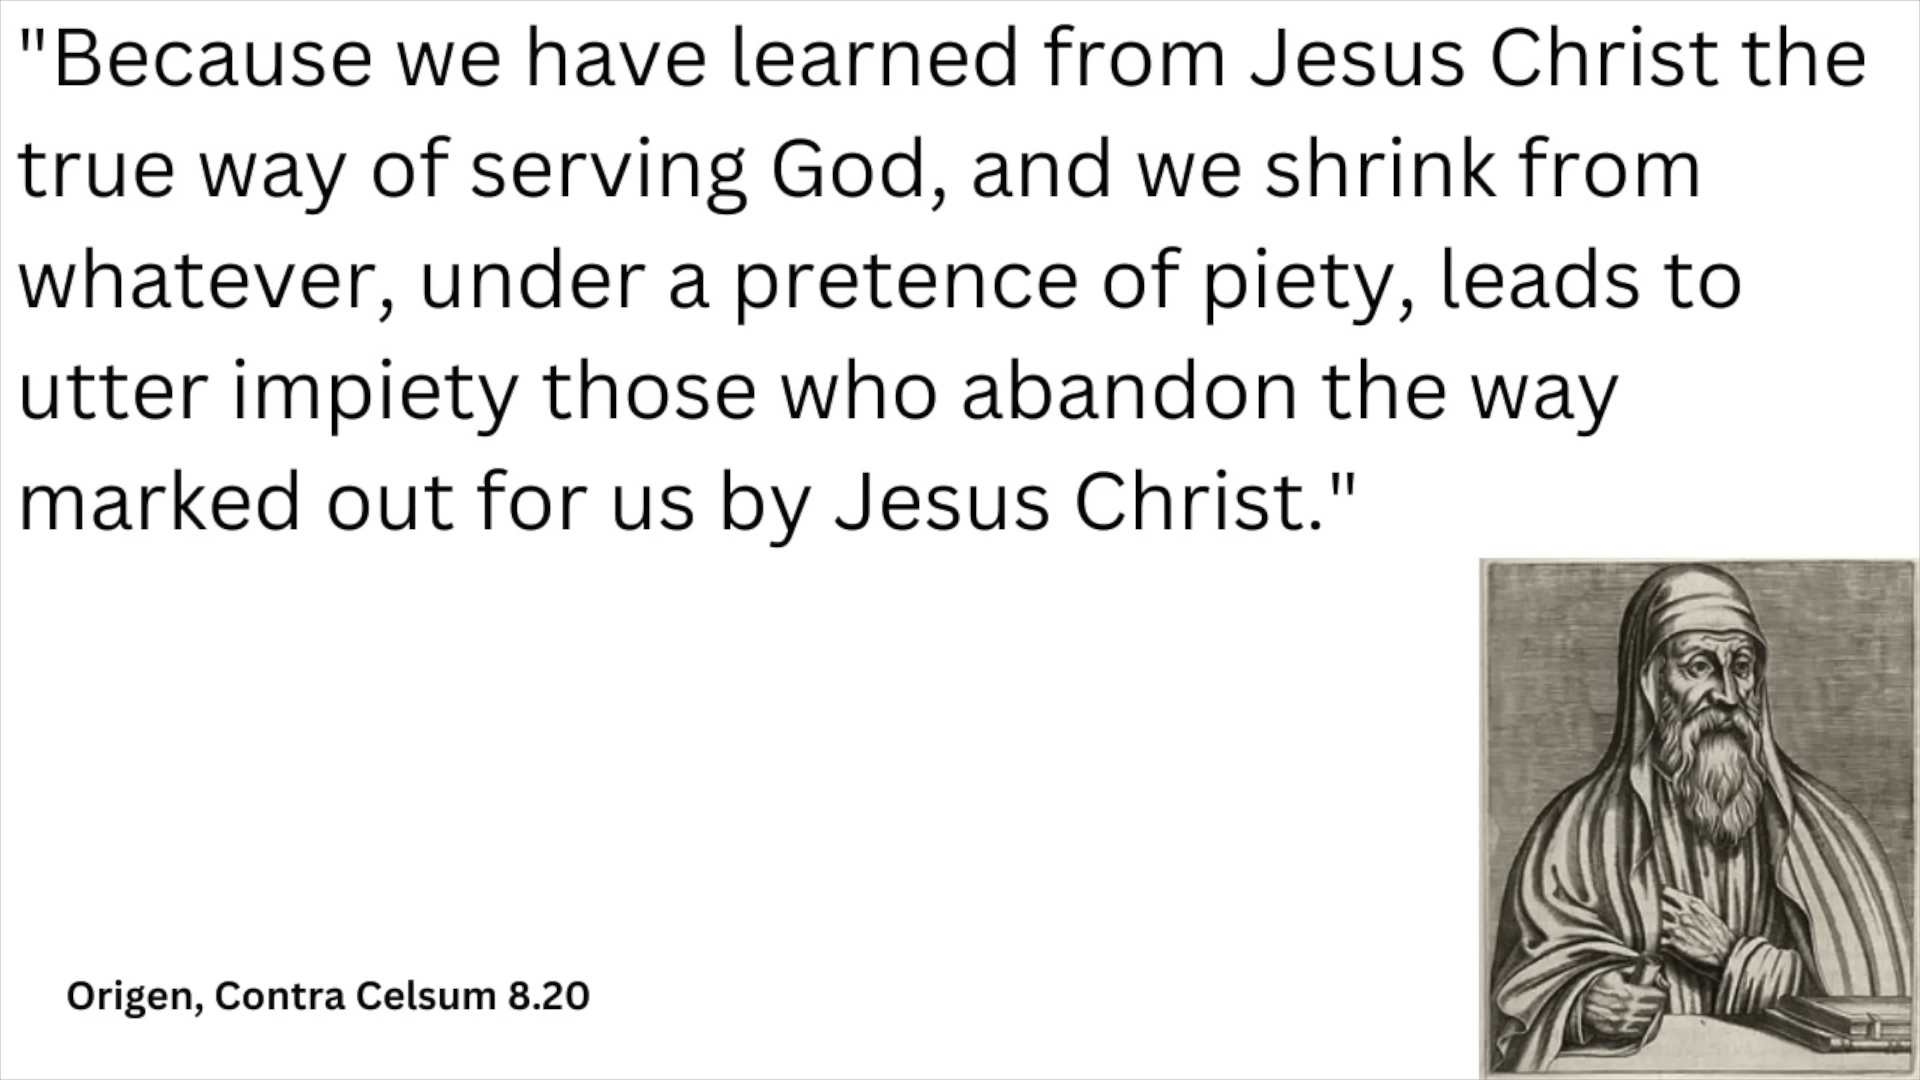 "Because we have learned from Jesus Christ the
true way of serving God, and we shrink from
whatever, under a pretence of piety, leads to
utter impiety those who abandon the way
marked out for us by Jesus Christ."
Origen, Contra Celsum 8.20